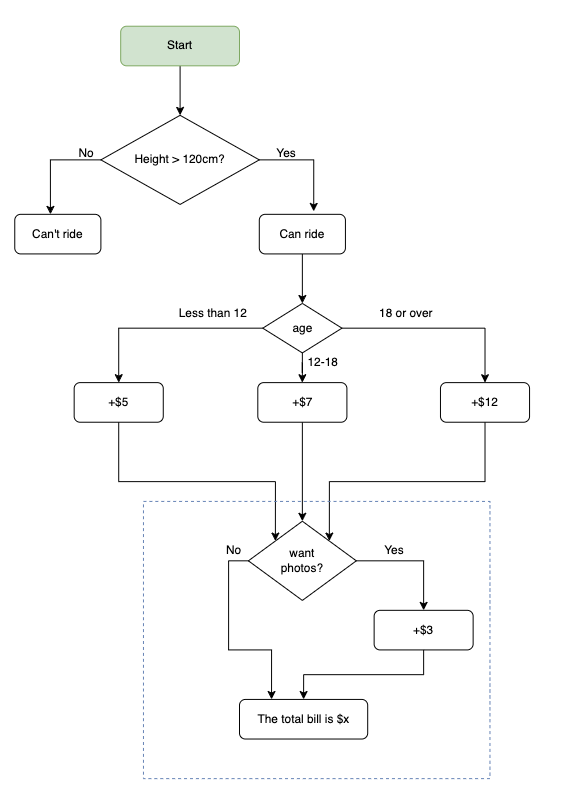 Start
Height > 120cm?
No
Yes
Can't ride
Can ride
Less than 12
age
18 or over
12-18
+$5
+$7
+$12
want
photos?
No
Yes
+$3
The total bill is $x